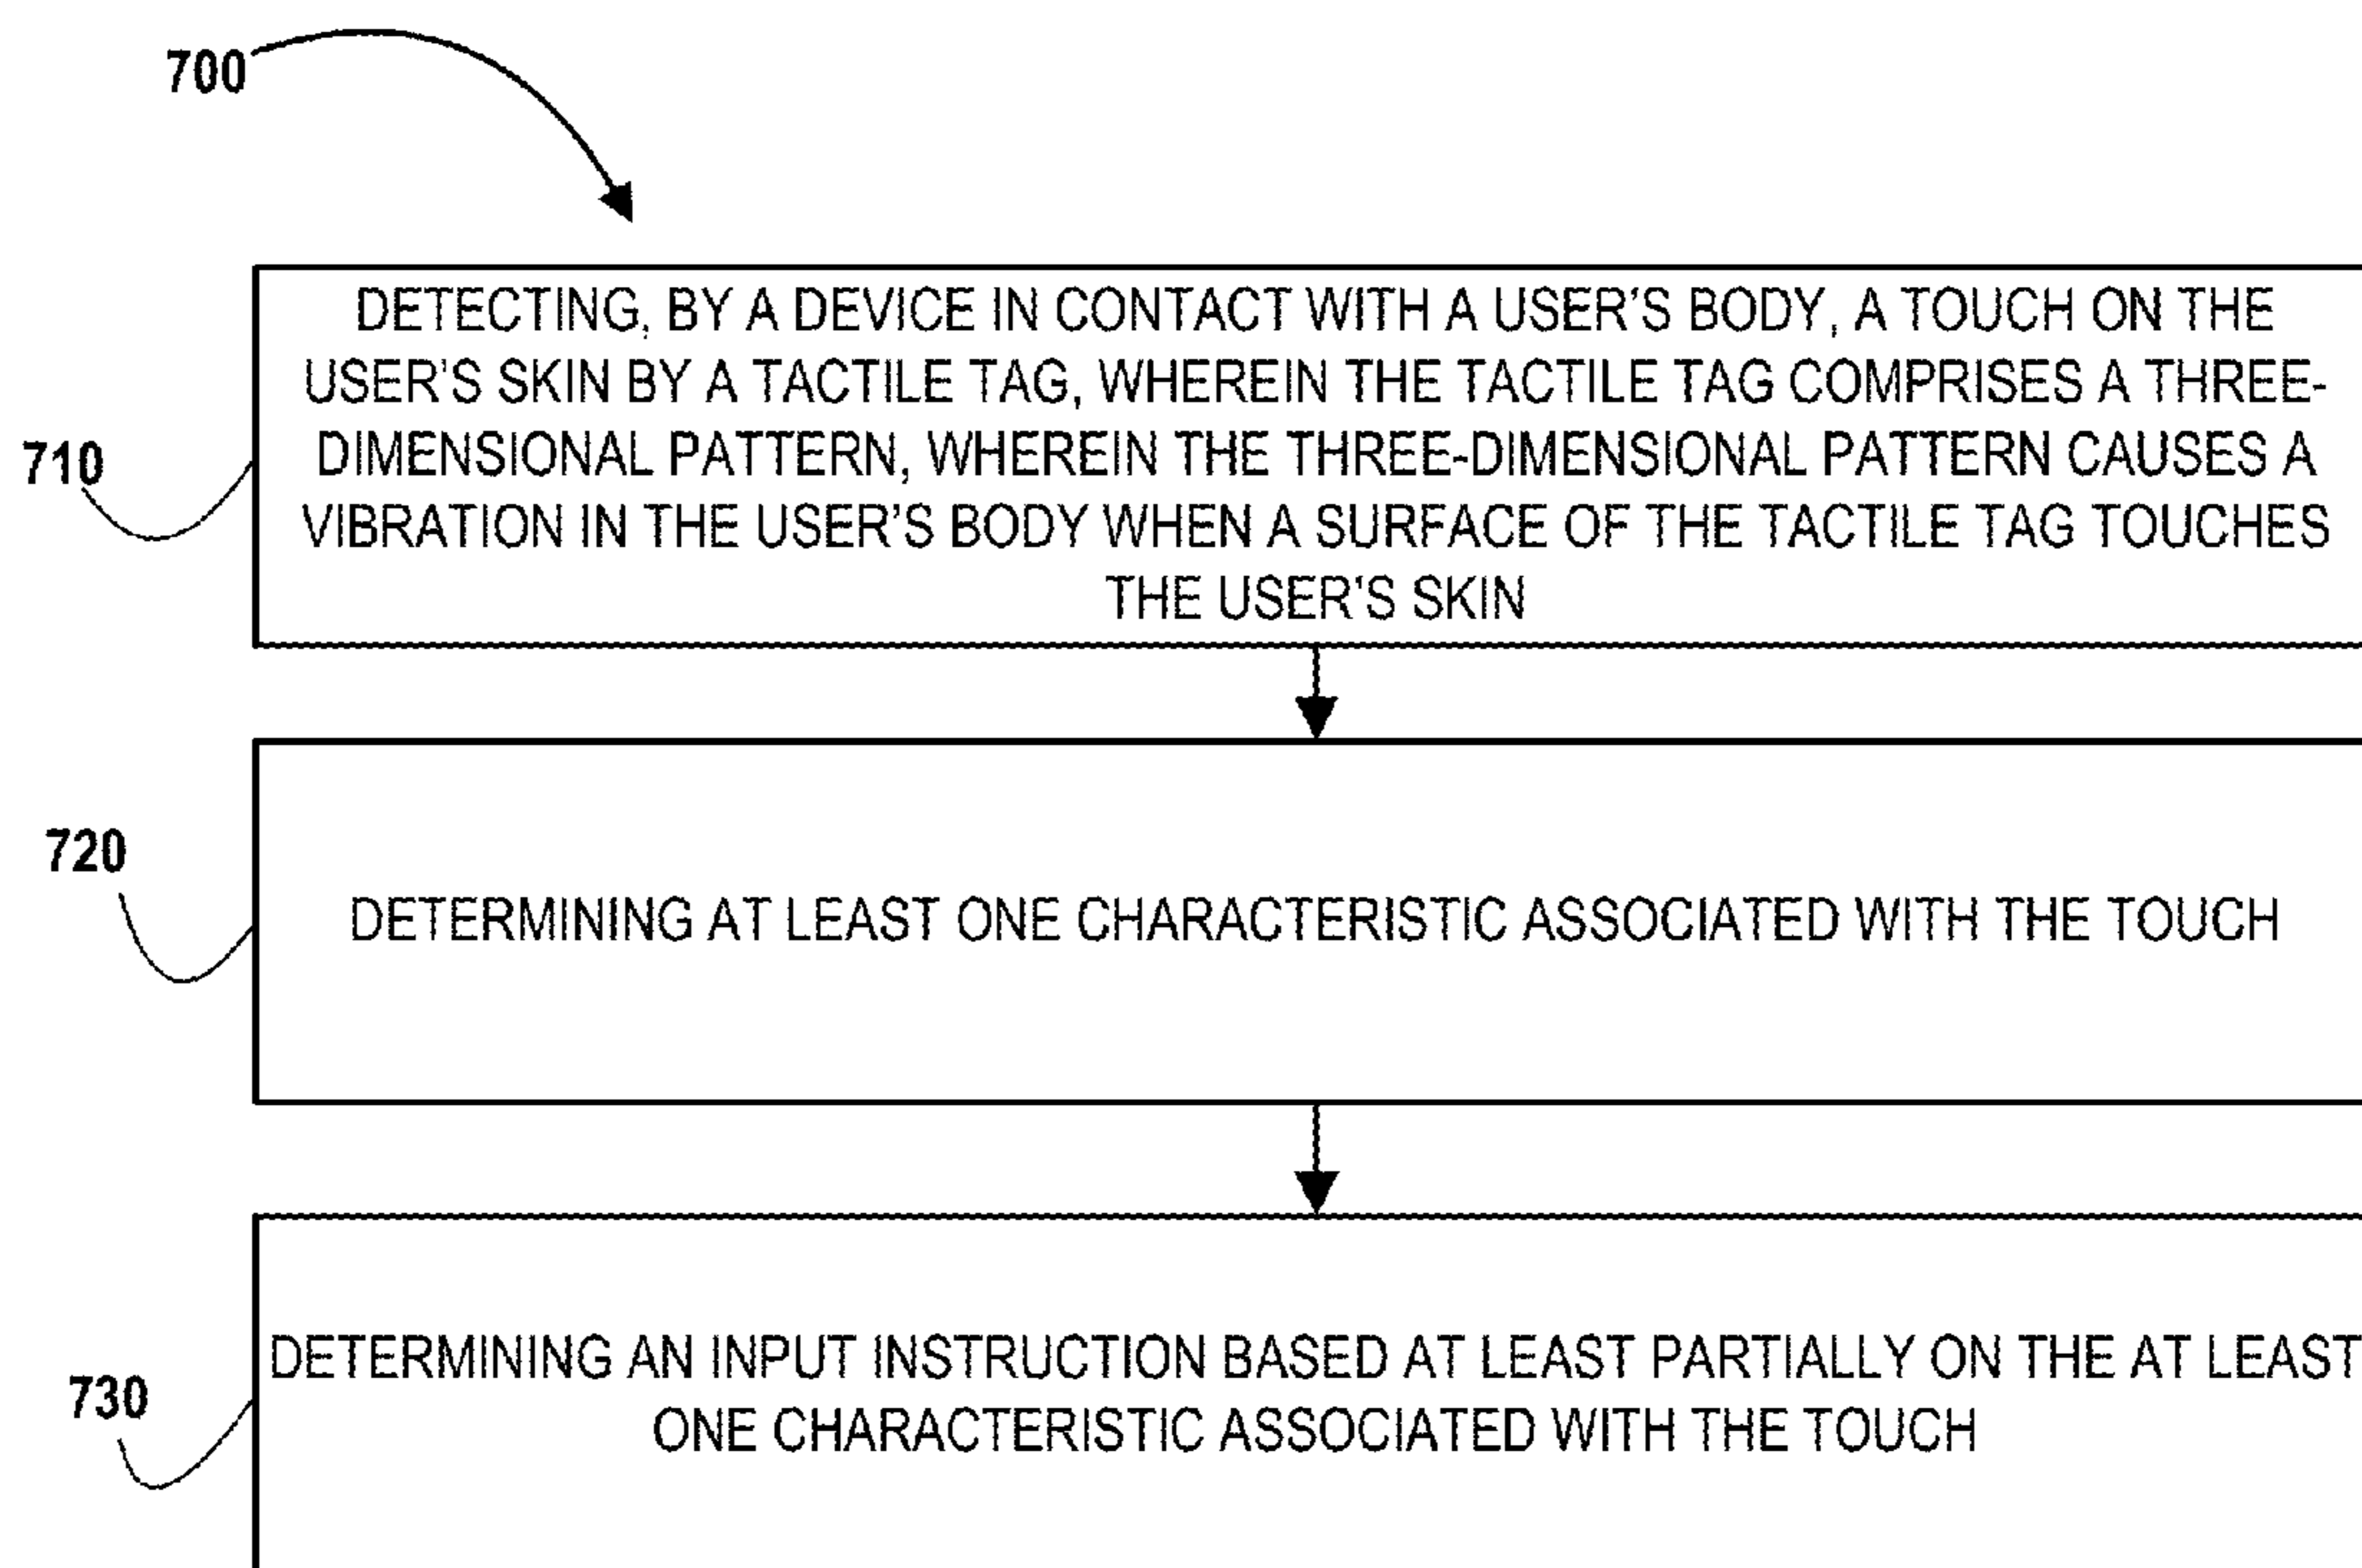 700
DETECTING, BY A DEVICE IN CONTACT WITH A USER'S BODY, A TOUCH ON THE
USER'S SKIN BY A TACTILE TAG, WHEREIN THE TACTILE TAG COMPRISES A THREE-
DIMENSIONAL PATTERN, WHEREIN THE THREE-DIMENSIONAL PATTERN CAUSES A
VIBRATION IN THE USER'S BODY WHEN A SURFACE OF THE TACTILE TAG TOUCHES
THE USER'S SKIN
710
720
DETERMINING AT LEAST ONE CHARACTERISTIC ASSOCIATED WITH THE TOUCH
730
DETERMINING AN INPUT INSTRUCTION BASED AT LEAST PARTIALLY ON THE AT LEAST
ONE CHARACTERISTIC ASSOCIATED WITH THE TOUCH